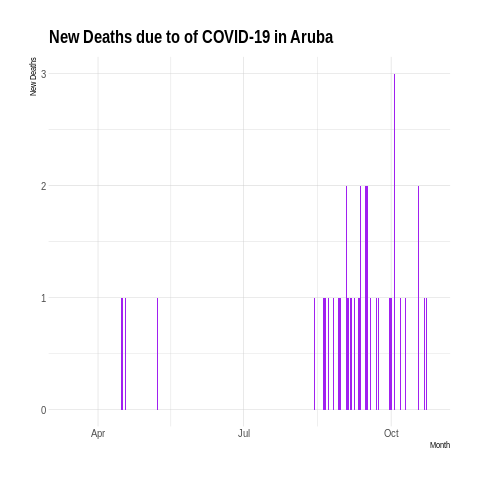 New Deaths due to of COVID-19 in Aruba
New Deaths
3
2
1
0
Apr
Jul
Oct
Month